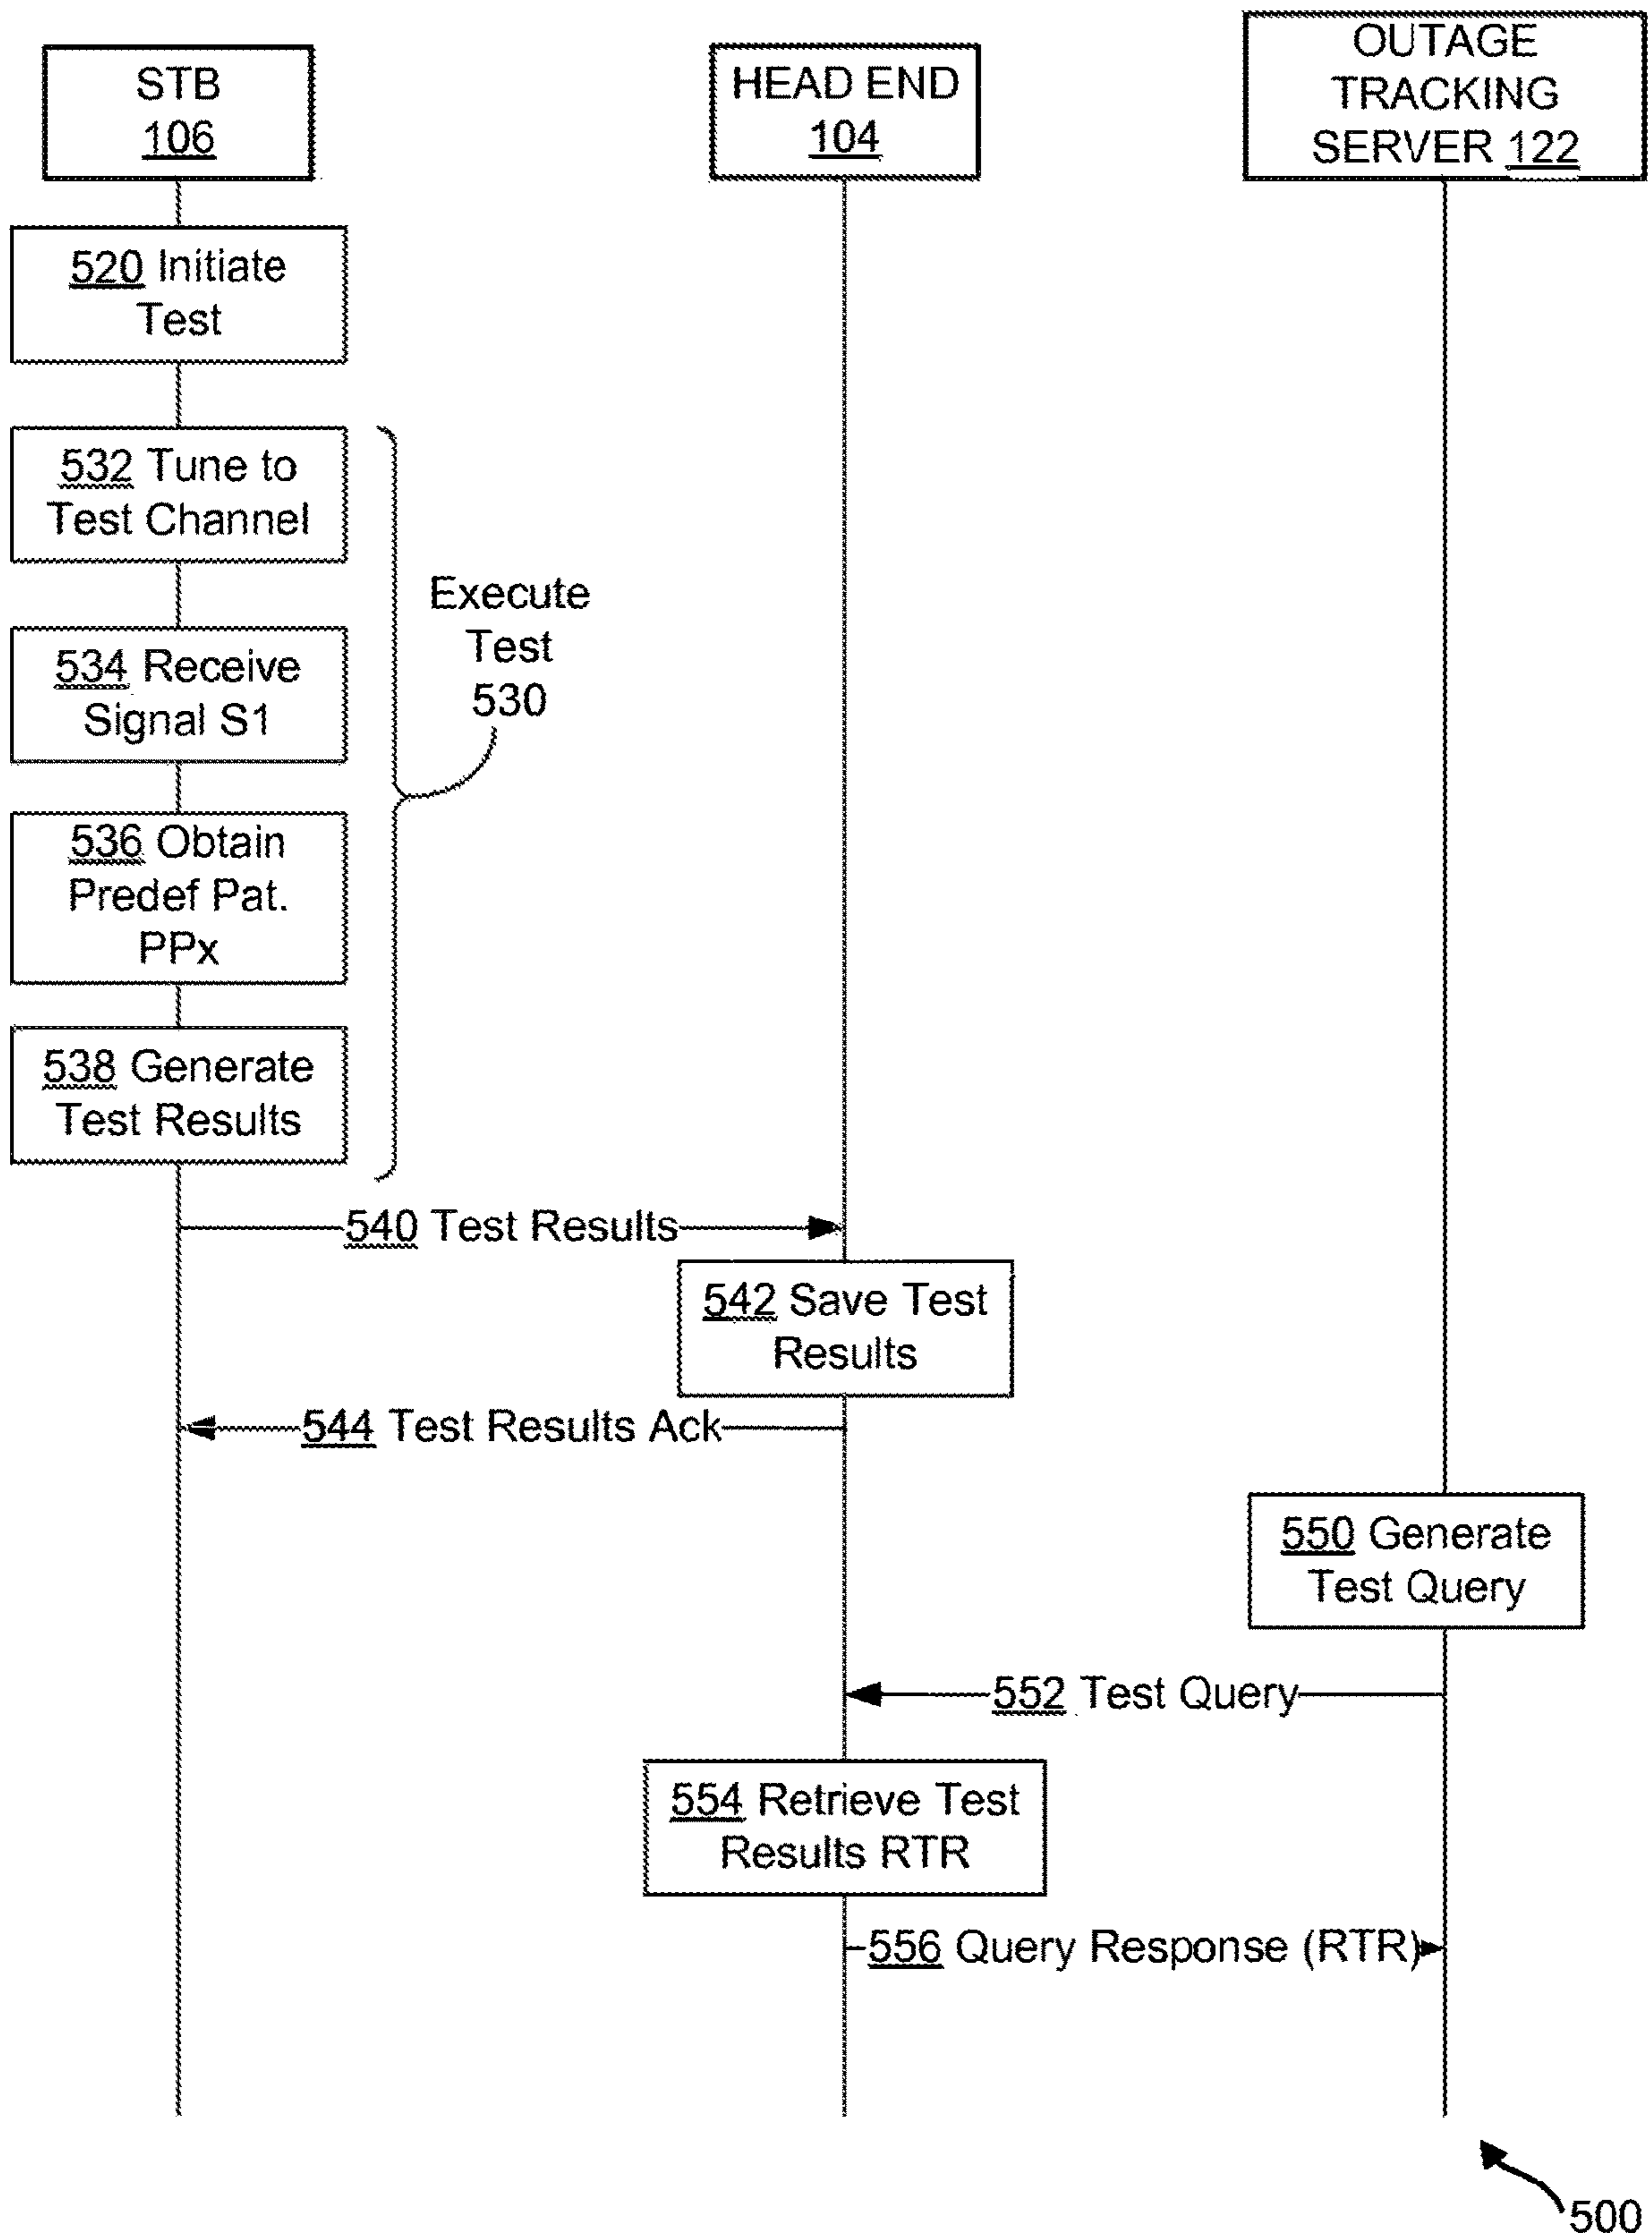 STB
106
HEAD END
104
OUTAGE
TRACKING
SERVER 122
520 Initiate
Test
532 Tune to
Test Channel
Execute
Test
530
534 Receive
Signal S1
536 Obtain
Predef Pat.
PPx
538 Generate
Test Results
540 Test Results
542 Save Test
Results
544 Test Results Ack
550 Generate
Test Query
552 Test Query
554 Retrieve Test
Results RTR
556 Query Response (RTR)
500